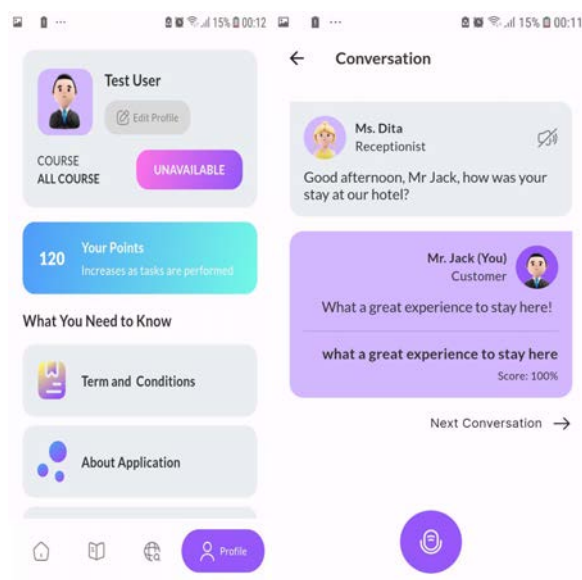 15% 00:12
Test User
Edit Profile
COURSE
ALL COURSE
UNAVAILABLE
120
Your Points
Increases as tasks are performed
What You Need to Know
Term and Conditions
About Application
Profile
15% 00:11
Conversation
Ms. Dita
Receptionist
Good afternoon, Mr Jack, how was your
stay at our hotel?
Mr. Jack (You)
Customer
What a great experience to stay here!
what a great experience to stay here
Score: 100%
Next Conversation